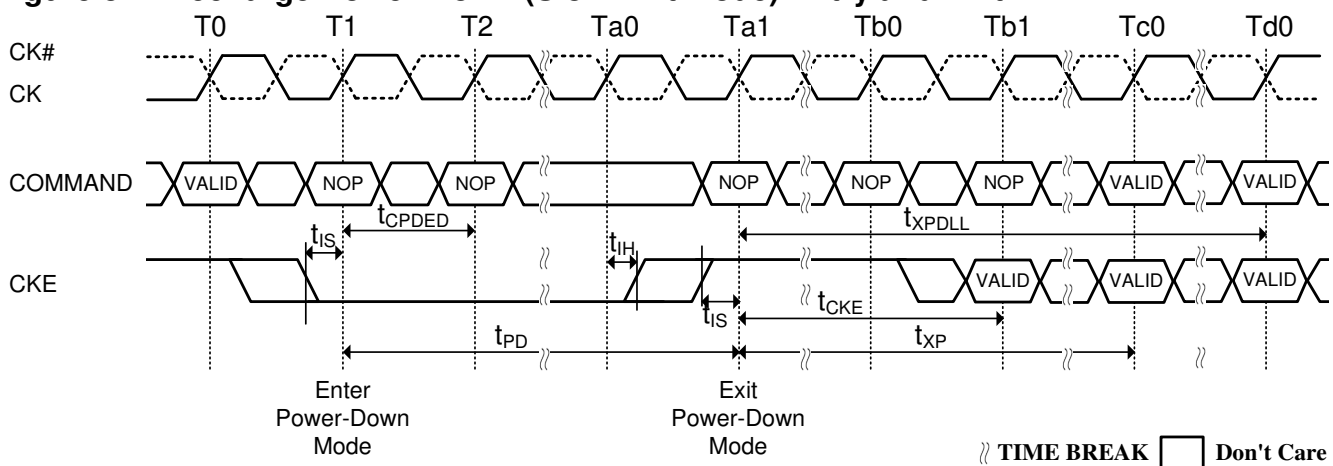 T0 T1 T2 Ta0 Ta1 Tb0 Tb1 Tc0 Td0
CK#
CK
COMMAND VALID NOP NOP NOP NOP NOP VALID VALID
tCPDED tXPDLL
tIS tIH
CKE VALID VALID VALID
tIS tCKE
tPD tXP
Enter
Power-Down
Mode
Exit
Power-Down
Mode
TIME BREAK Don't Care